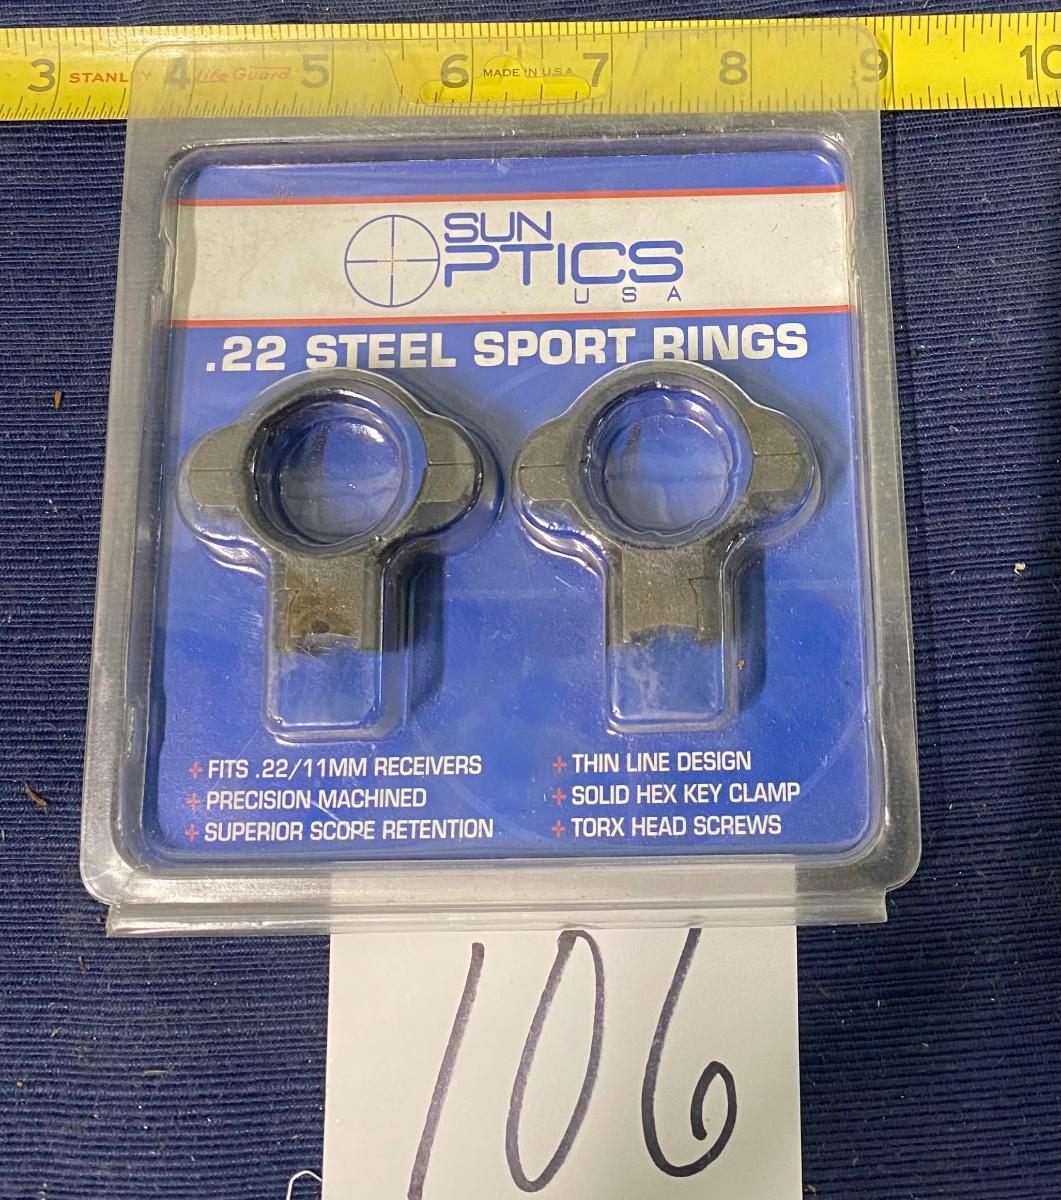 3 STANLEY 4 Life Guard 5 6 MADE IN U.S.A. 7 8 9 10
SUN
OPTICS
USA
.22 STEEL SPORT RINGS
FITS .22/11MM RECEIVERS
PRECISION MACHINED
SUPERIOR SCOPE RETENTION
THIN LINE DESIGN
SOLID HEX KEY CLAMP
TORX HEAD SCREWS
106